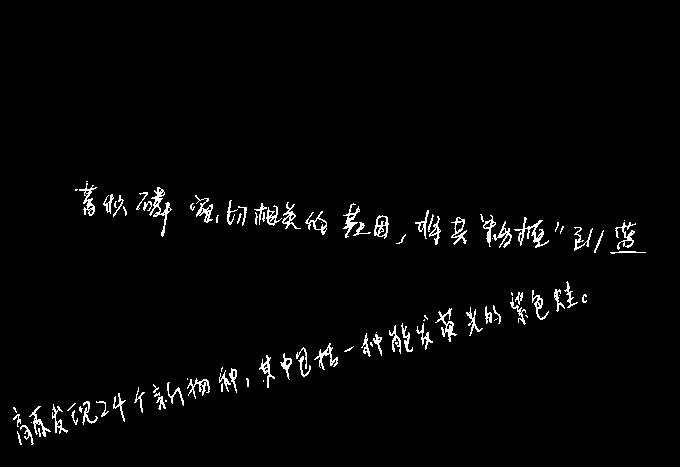 蓄积磷密切相关的基因，将其“移植”到蓝
高原发现24个新物种，其中包括一种能发荧光的紫色蛙。